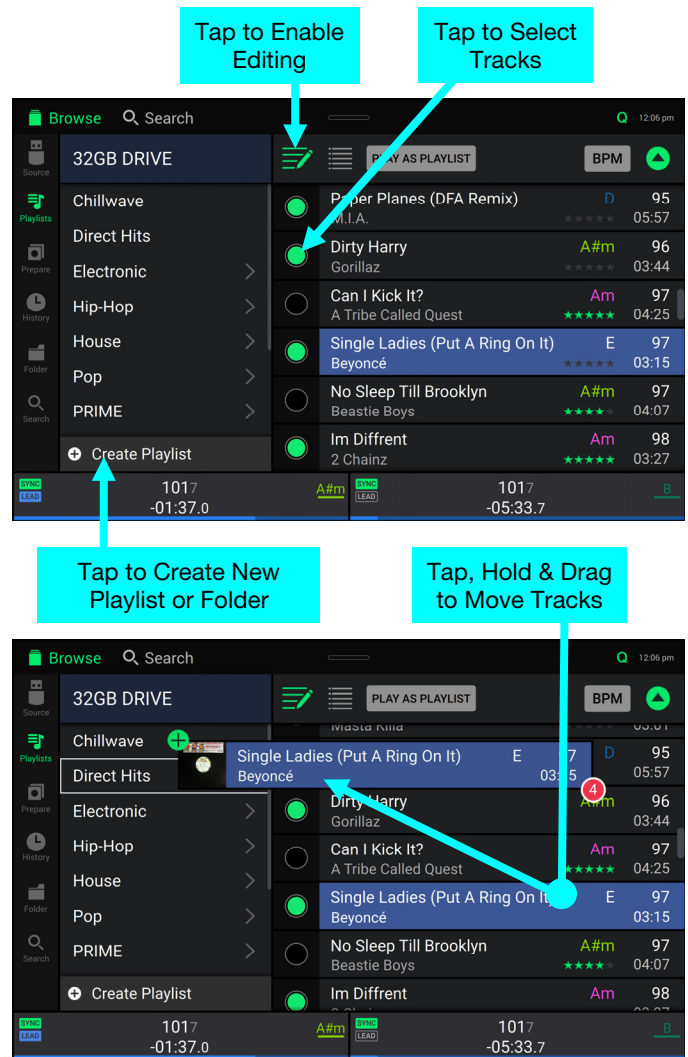 Tap to Enable
Editing
Tap to Select
Tracks
Browse
Search
Q
12:06 pm
Source
32GB DRIVE
PLAY AS PLAYLIST
BPM
Playlists
Prepare
History
Folder
Search
Chillwave
Direct Hits
Electronic
Hip-Hop
House
Pop
PRIME
Create Playlist
Paper Planes (DFA Remix) D 95
M.I.A. 05:57
Dirty Harry A#m 96
Gorillaz 03:44
Can I Kick It? Am 97
A Tribe Called Quest 04:25
Single Ladies (Put A Ring On It) E 97
Beyoncé 03:15
No Sleep Till Brooklyn A#m 97
Beastie Boys 04:07
Im Diffrent Am 98
2 Chainz 03:27
SYNC
LEAD
1017
-01:37.0
A#m
SYNC
LEAD
1017
-05:33.7
B
Tap to Create New
Playlist or Folder
Tap, Hold & Drag
to Move Tracks
Browse
Search
Q
12:06 pm
Source
32GB DRIVE
PLAY AS PLAYLIST
BPM
Playlists
Prepare
History
Folder
Search
Chillwave
Direct Hits
Electronic
Hip-Hop
House
Pop
PRIME
Create Playlist
Masta Killa 03:01
Single Ladies (Put A Ring On It) E 97
Beyoncé
D 95
05:57
4
Dirty Harry A#m 96
Gorillaz 03:44
Can I Kick It? Am 97
A Tribe Called Quest 04:25
Single Ladies (Put A Ring On It) E 97
Beyoncé 03:15
No Sleep Till Brooklyn A#m 97
Beastie Boys 04:07
Im Diffrent Am 98
SYNC
LEAD
1017
-01:37.0
A#m
SYNC
LEAD
1017
-05:33.7
B